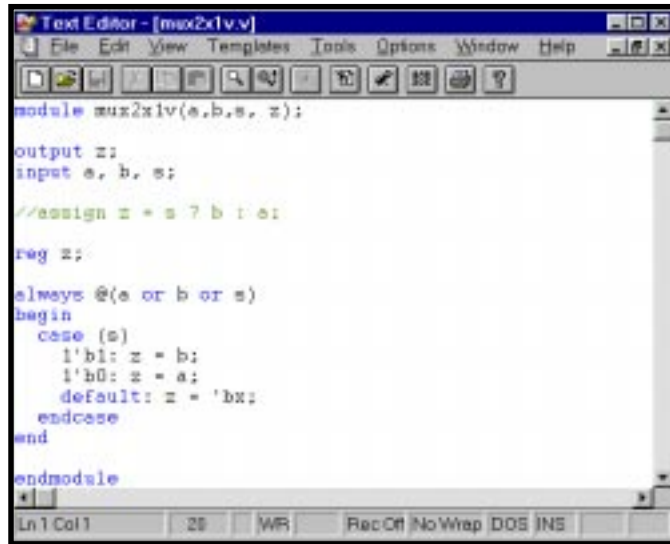 Text Editor - [mux2x1v.v]
File Edit View Templates Tools Options Window Help
module mux2x1v(a,b,s, z);
output z;
input a, b, s;
//assign z = s ? b : a;
reg z;
always @(a or b or s)
begin
case (s)
1'b1: z = b;
1'b0: z = a;
default: z = 'bx;
endcase
end
endmodule
Ln 1 Col 1 20 WR Rec Off No Wrap DOS INS